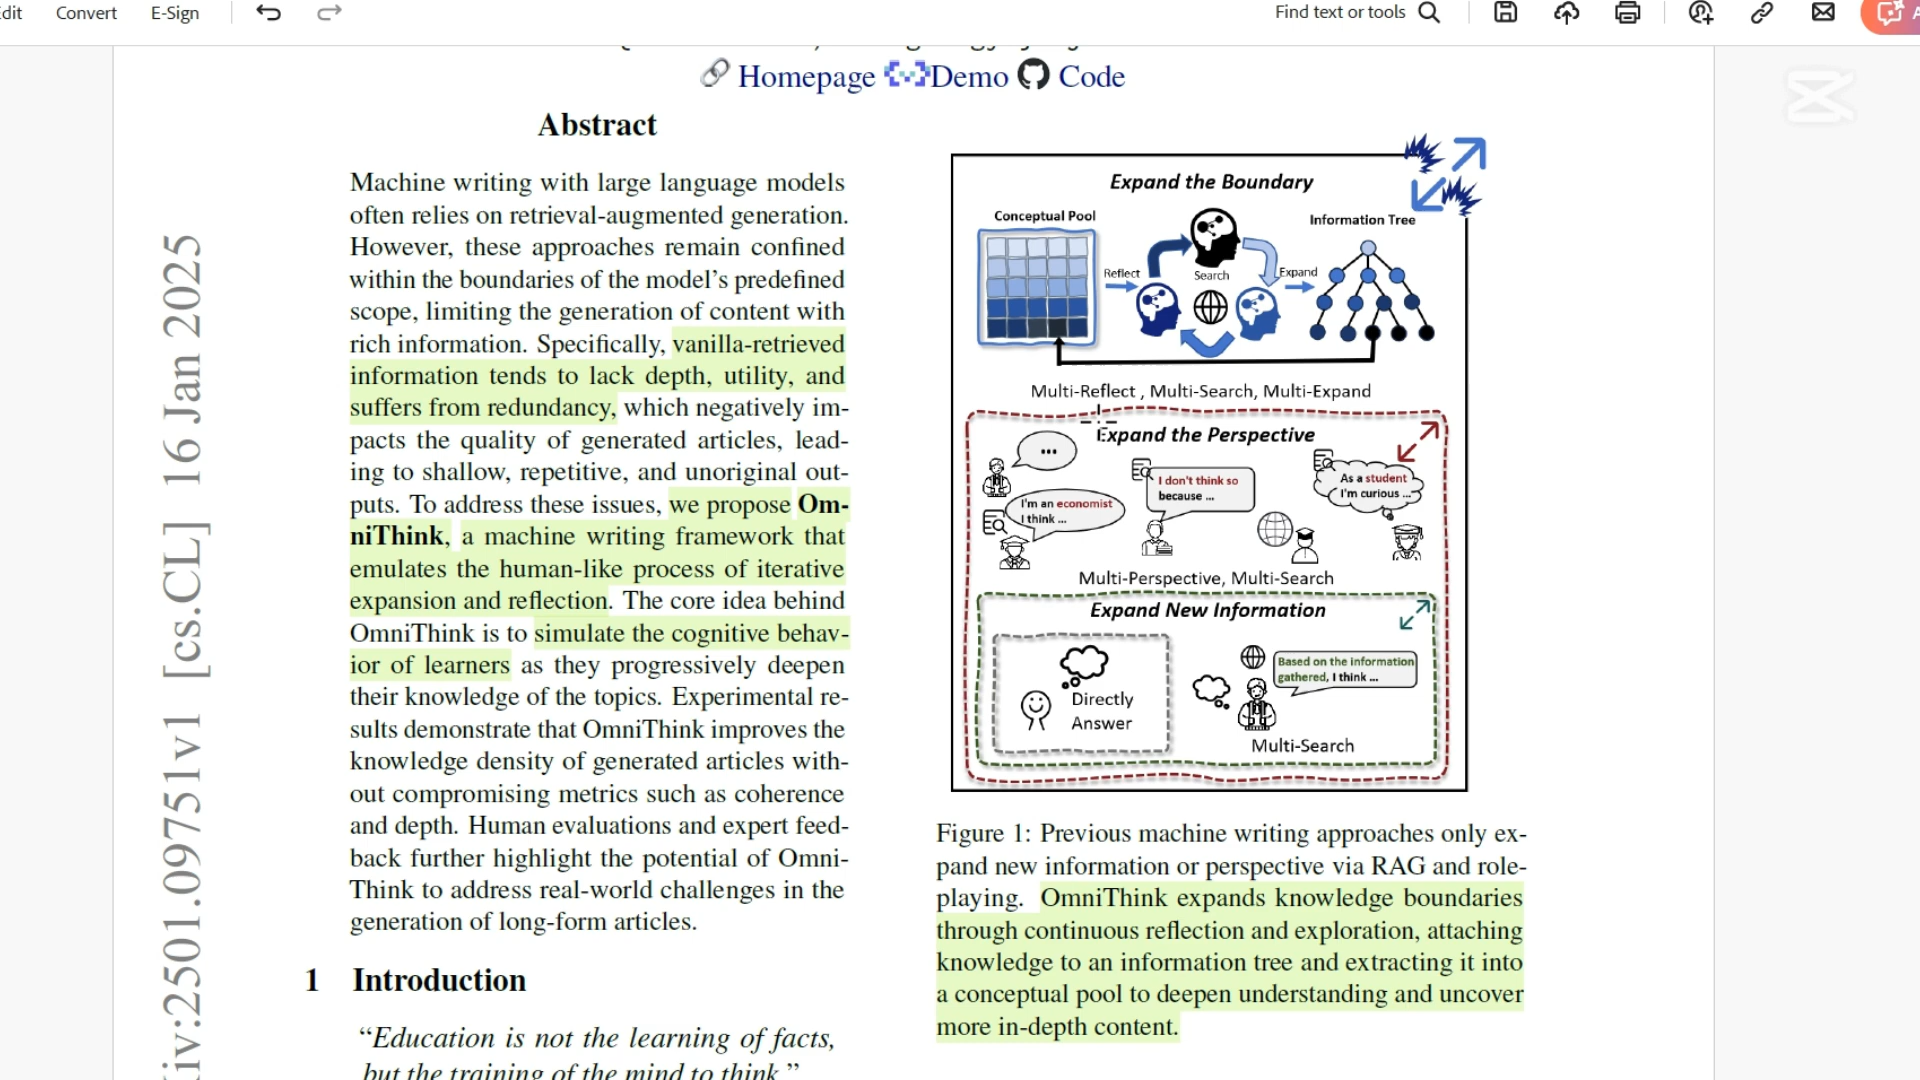 Convert
E-Sign
Find text or tools
Homepage Demo Code
Abstract
Machine writing with large language models
often relies on retrieval-augmented generation.
However, these approaches remain confined
within the boundaries of the model's predefined
scope, limiting the generation of content with
rich information. Specifically, vanilla-retrieved
information tends to lack depth, utility, and
suffers from redundancy, which negatively im-
pacts the quality of generated articles, lead-
ing to shallow, repetitive, and unoriginal out-
puts. To address these issues, we propose Om-
niThink, a machine writing framework that
emulates the human-like process of iterative
expansion and reflection. The core idea behind
OmniThink is to simulate the cognitive behav-
ior of learners as they progressively deepen
their knowledge of the topics. Experimental re-
sults demonstrate that OmniThink improves the
knowledge density of generated articles with-
out compromising metrics such as coherence
and depth. Human evaluations and expert feed-
back further highlight the potential of Omni-
Think to address real-world challenges in the
generation of long-form articles.
1 Introduction
“Education is not the learning of facts,
but the training of the mind to think.”
iv:2501.09751v1 [cs.CL] 16 Jan 2025
Expand the Boundary
Conceptual Pool
Information Tree
Reflect
Search
Expand
Multi-Reflect , Multi-Search, Multi-Expand
Expand the Perspective
...
I'm an economist
I think ...
I don't think so
because ...
As a student
I'm curious ...
Multi-Perspective, Multi-Search
Expand New Information
Directly
Answer
Based on the information
gathered, I think ...
Multi-Search
Figure 1: Previous machine writing approaches only ex-
pand new information or perspective via RAG and role-
playing. OmniThink expands knowledge boundaries
through continuous reflection and exploration, attaching
knowledge to an information tree and extracting it into
a conceptual pool to deepen understanding and uncover
more in-depth content.